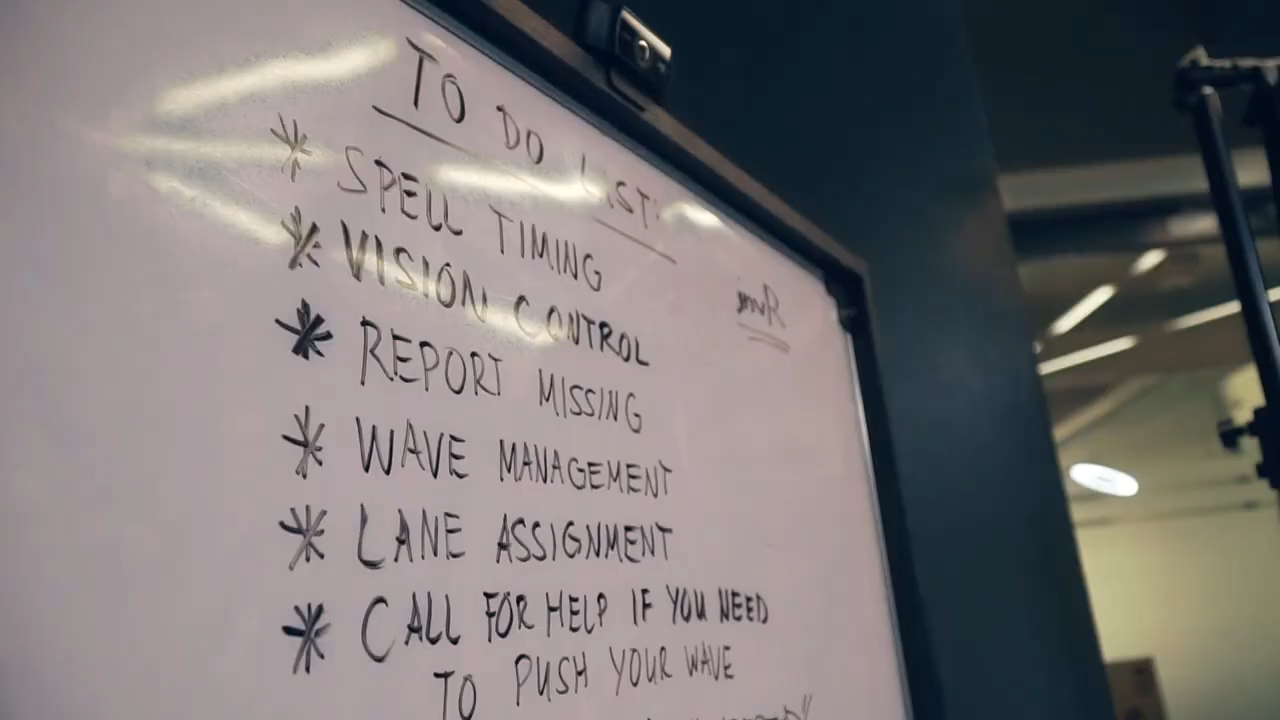 TO DO LIST:
* SPELL TIMING
* VISION CONTROL
* REPORT MISSING
* WAVE MANAGEMENT
* LANE ASSIGNMENT
* CALL FOR HELP IF YOU NEED
TO PUSH YOUR WAVE